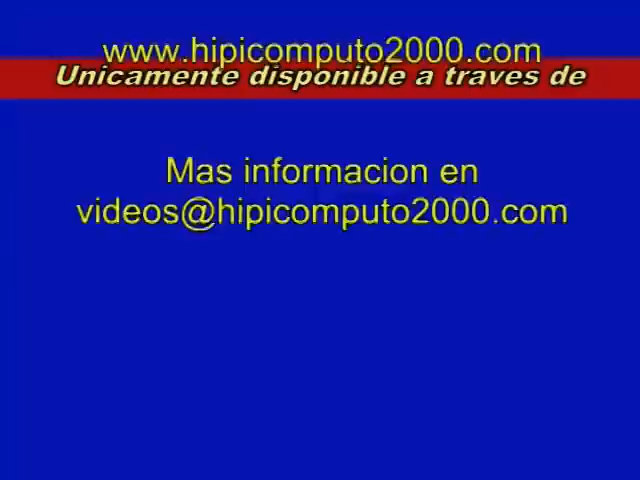 www.hipicomputo2000.com
Unicamente disponible a traves de
Mas informacion en
videos@hipicomputo2000.com